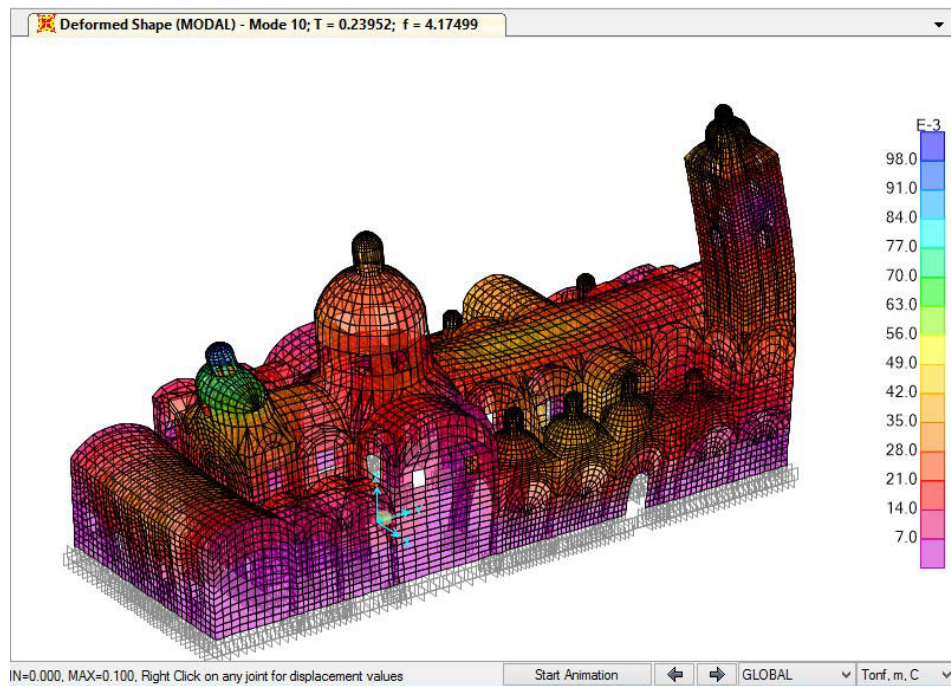 Deformed Shape (MODAL) - Mode 10; T = 0.23952; f = 4.17499
E-3
98.0
91.0
84.0
77.0
70.0
63.0
56.0
49.0
42.0
35.0
28.0
21.0
14.0
7.0
IN=0.000, MAX=0.100, Right Click on any joint for displacement values
Start Animation
GLOBAL
Tonf, m, C